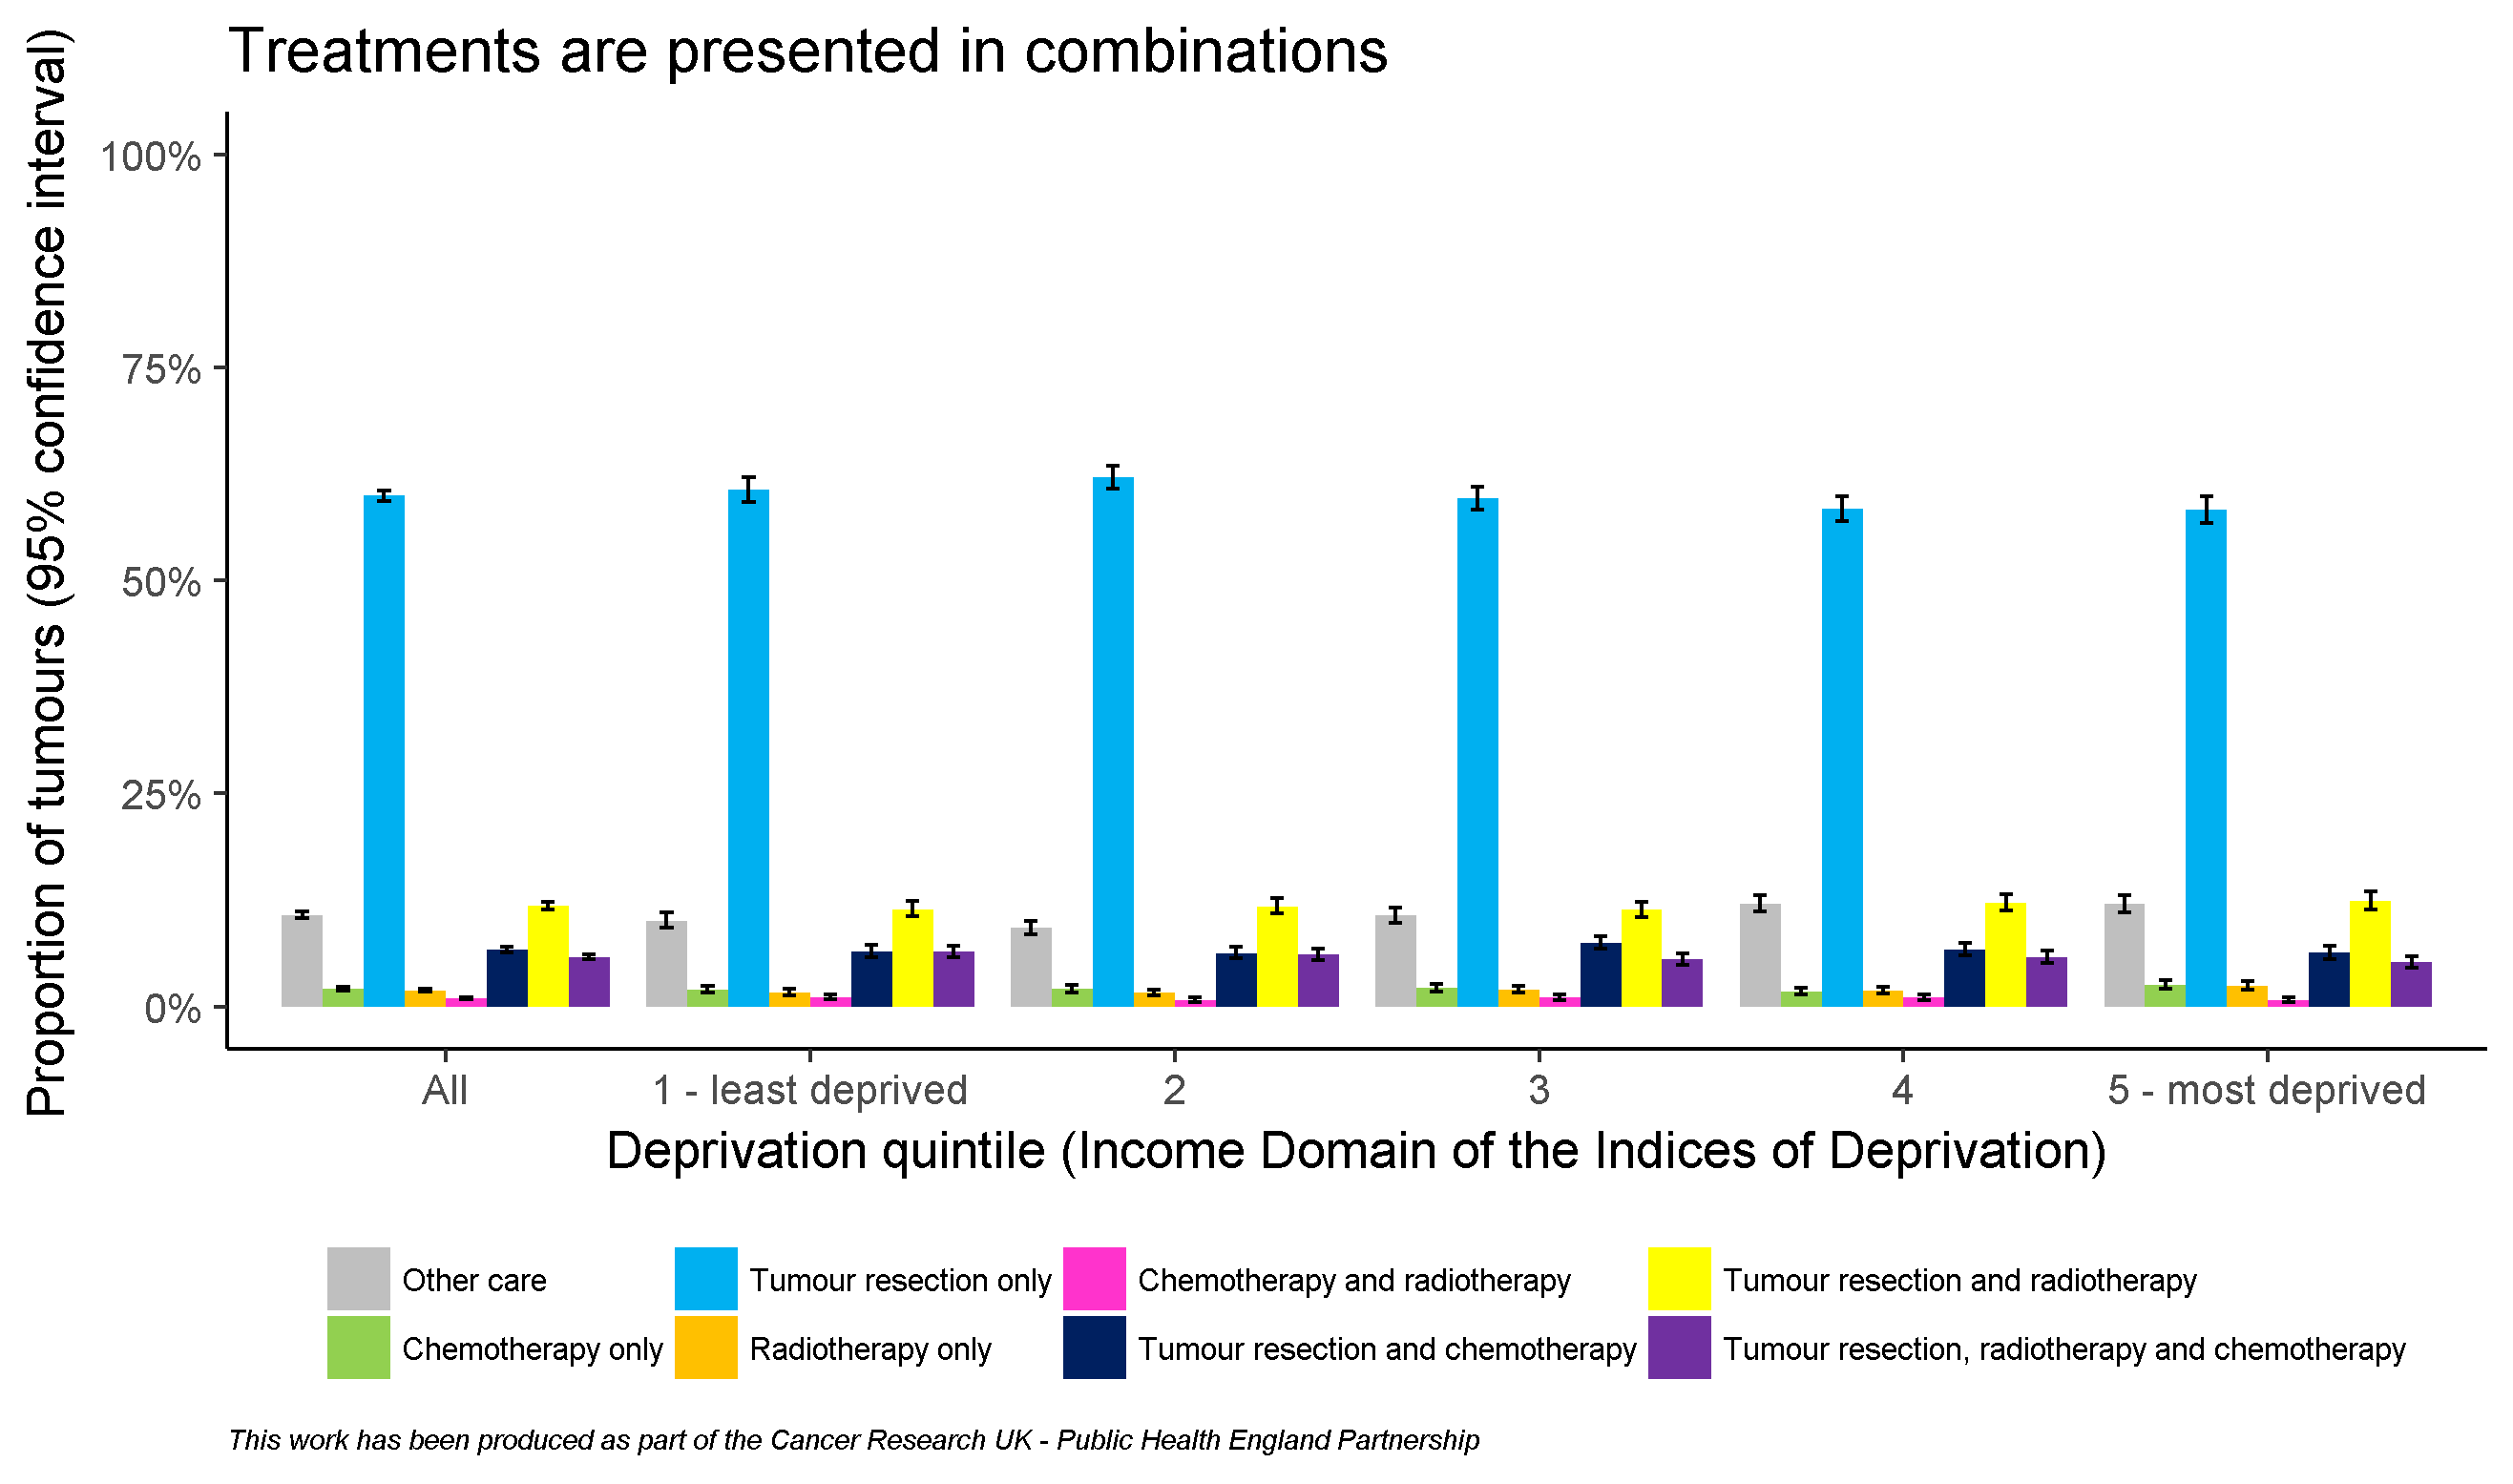 Treatments are presented in combinations
Proportion of tumours (95% confidence interval)
100%
75%
50%
25%
0%
All
1 - least deprived
2
3
4
5 - most deprived
Deprivation quintile (Income Domain of the Indices of Deprivation)
Other care
Tumour resection only
Chemotherapy and radiotherapy
Tumour resection and radiotherapy
Chemotherapy only
Radiotherapy only
Tumour resection and chemotherapy
Tumour resection, radiotherapy and chemotherapy
This work has been produced as part of the Cancer Research UK - Public Health England Partnership